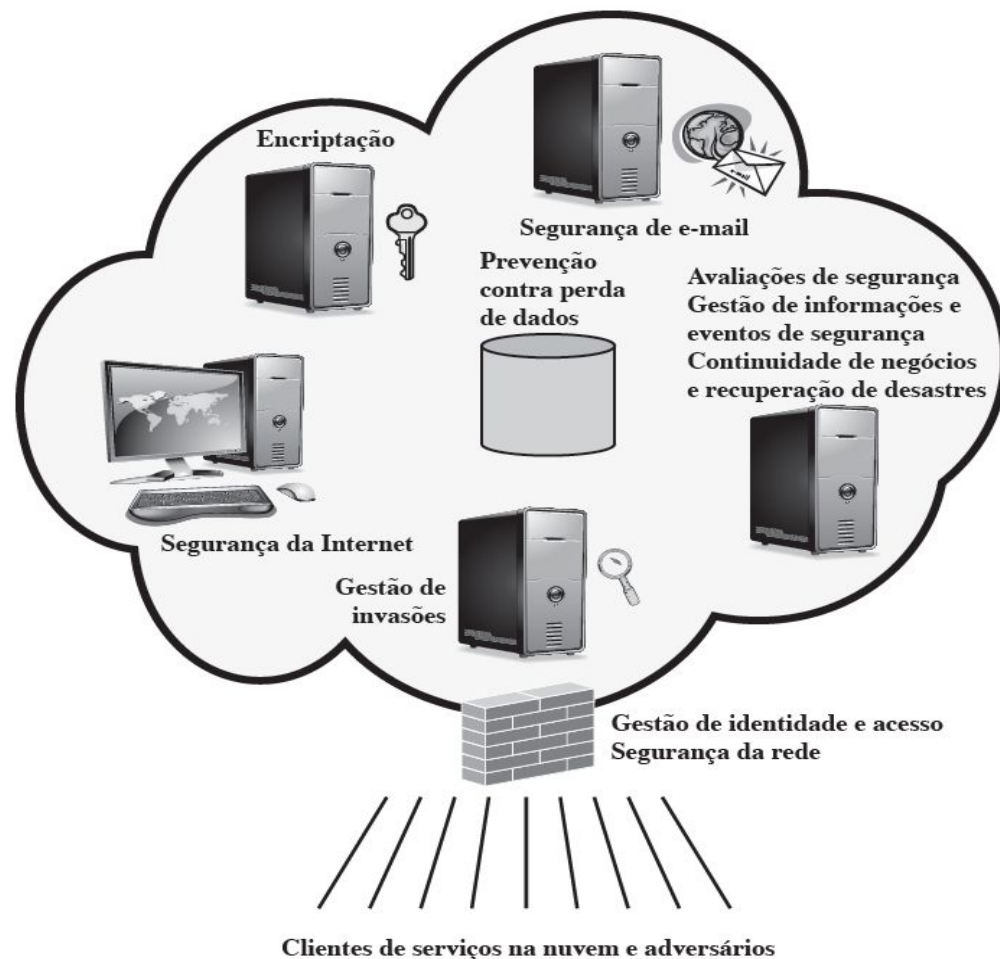 Encriptação
e-mail
Segurança de e-mail
Prevenção
contra perda
de dados
Avaliações de segurança
Gestão de informações e
eventos de segurança
Continuidade de negócios
e recuperação de desastres
Segurança da Internet
Gestão de
invasões
Gestão de identidade e acesso
Segurança da rede
Clientes de serviços na nuvem e adversários